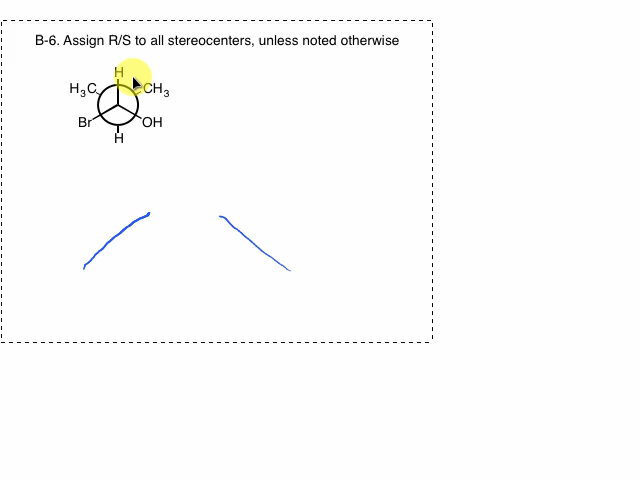 B-6. Assign R/S to all stereocenters, unless noted otherwise
H
H3C CH3
Br OH
H